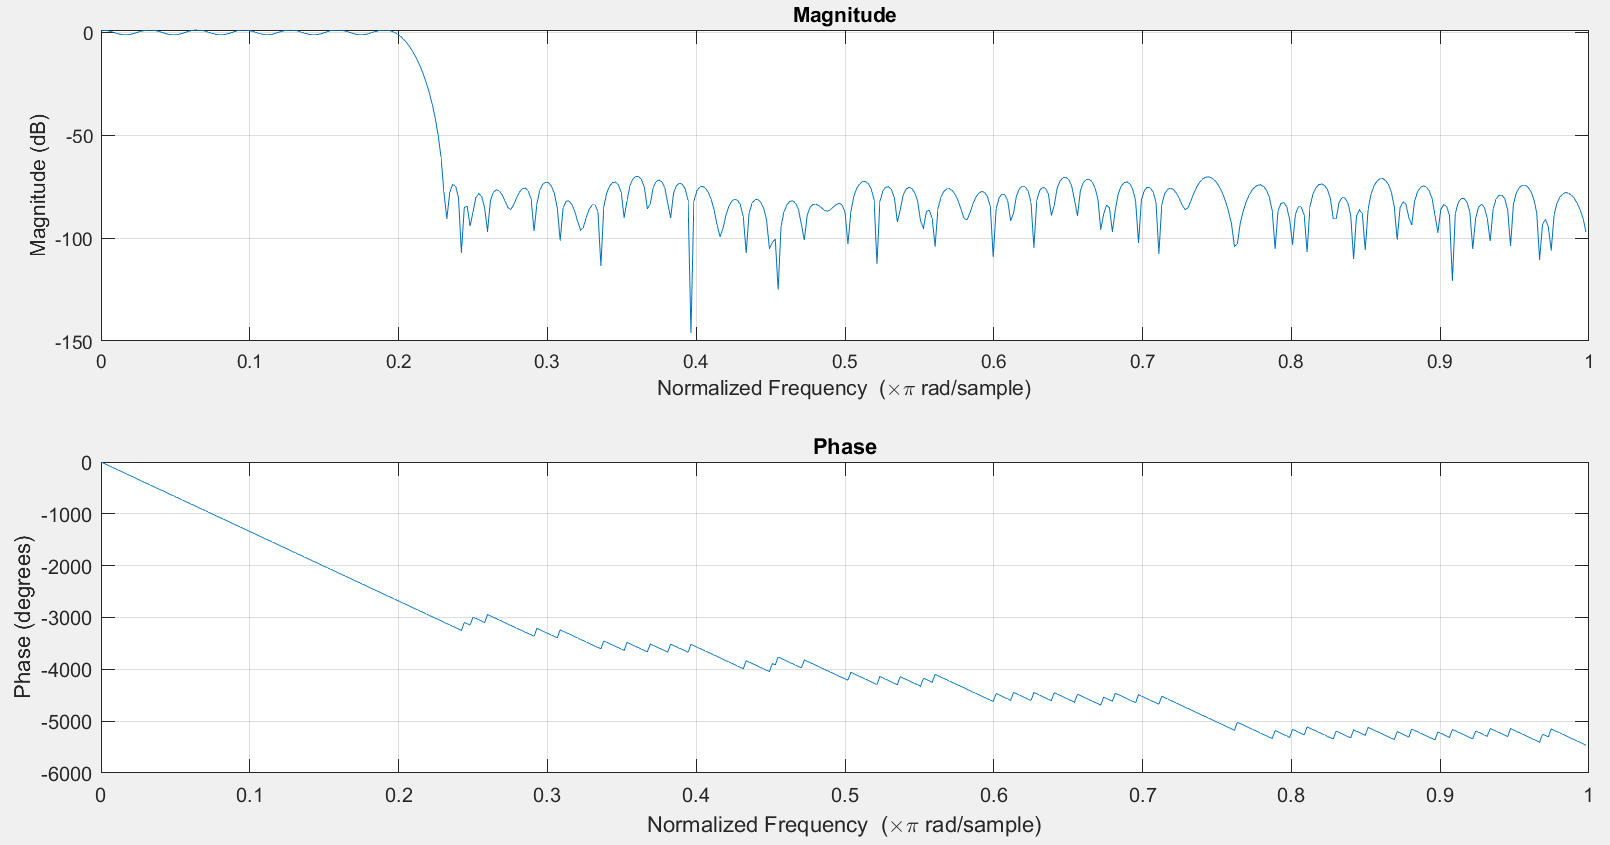 Magnitude
0
-50
-100
-150
Magnitude (dB)
0 0.1 0.2 0.3 0.4 0.5 0.6 0.7 0.8 0.9 1
Normalized Frequency (×π rad/sample)
Phase
0
-1000
-2000
-3000
-4000
-5000
-6000
Phase (degrees)
0 0.1 0.2 0.3 0.4 0.5 0.6 0.7 0.8 0.9 1
Normalized Frequency (×π rad/sample)